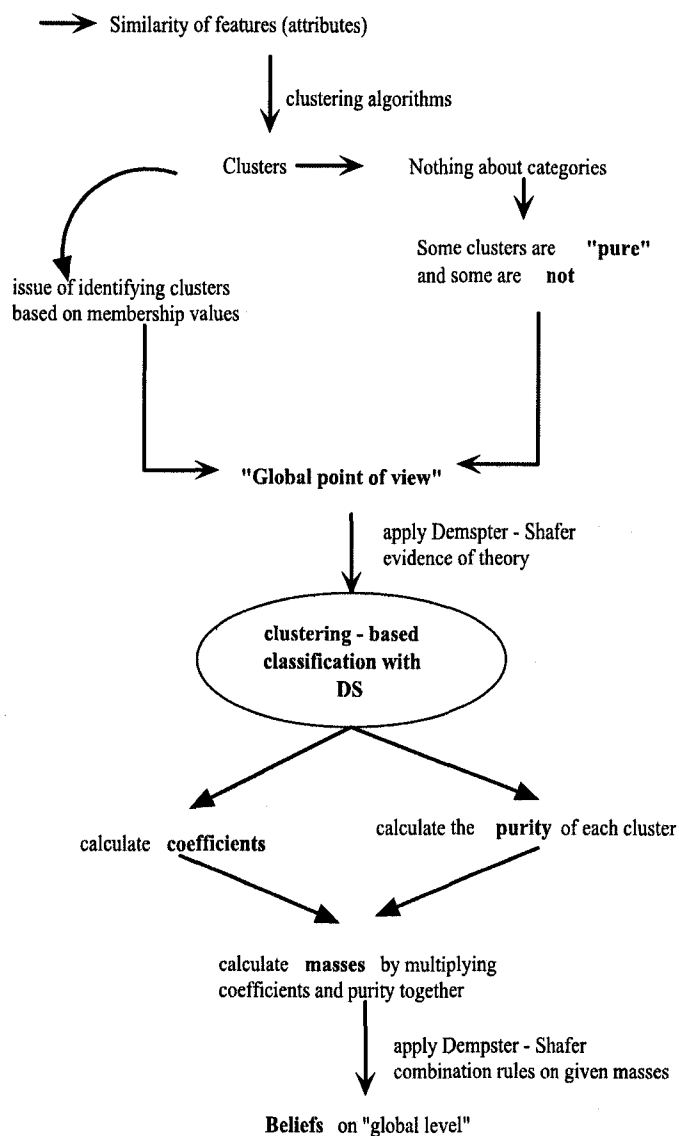 Similarity of features (attributes)
clustering algorithms
Clusters
Nothing about categories
Some clusters are "pure"
and some are not
issue of identifying clusters
based on membership values
"Global point of view"
apply Demspter - Shafer
evidence of theory
clustering - based
classification with
DS
calculate coefficients
calculate the purity of each cluster
calculate masses by multiplying
coefficients and purity together
apply Dempster - Shafer
combination rules on given masses
Beliefs on "global level"